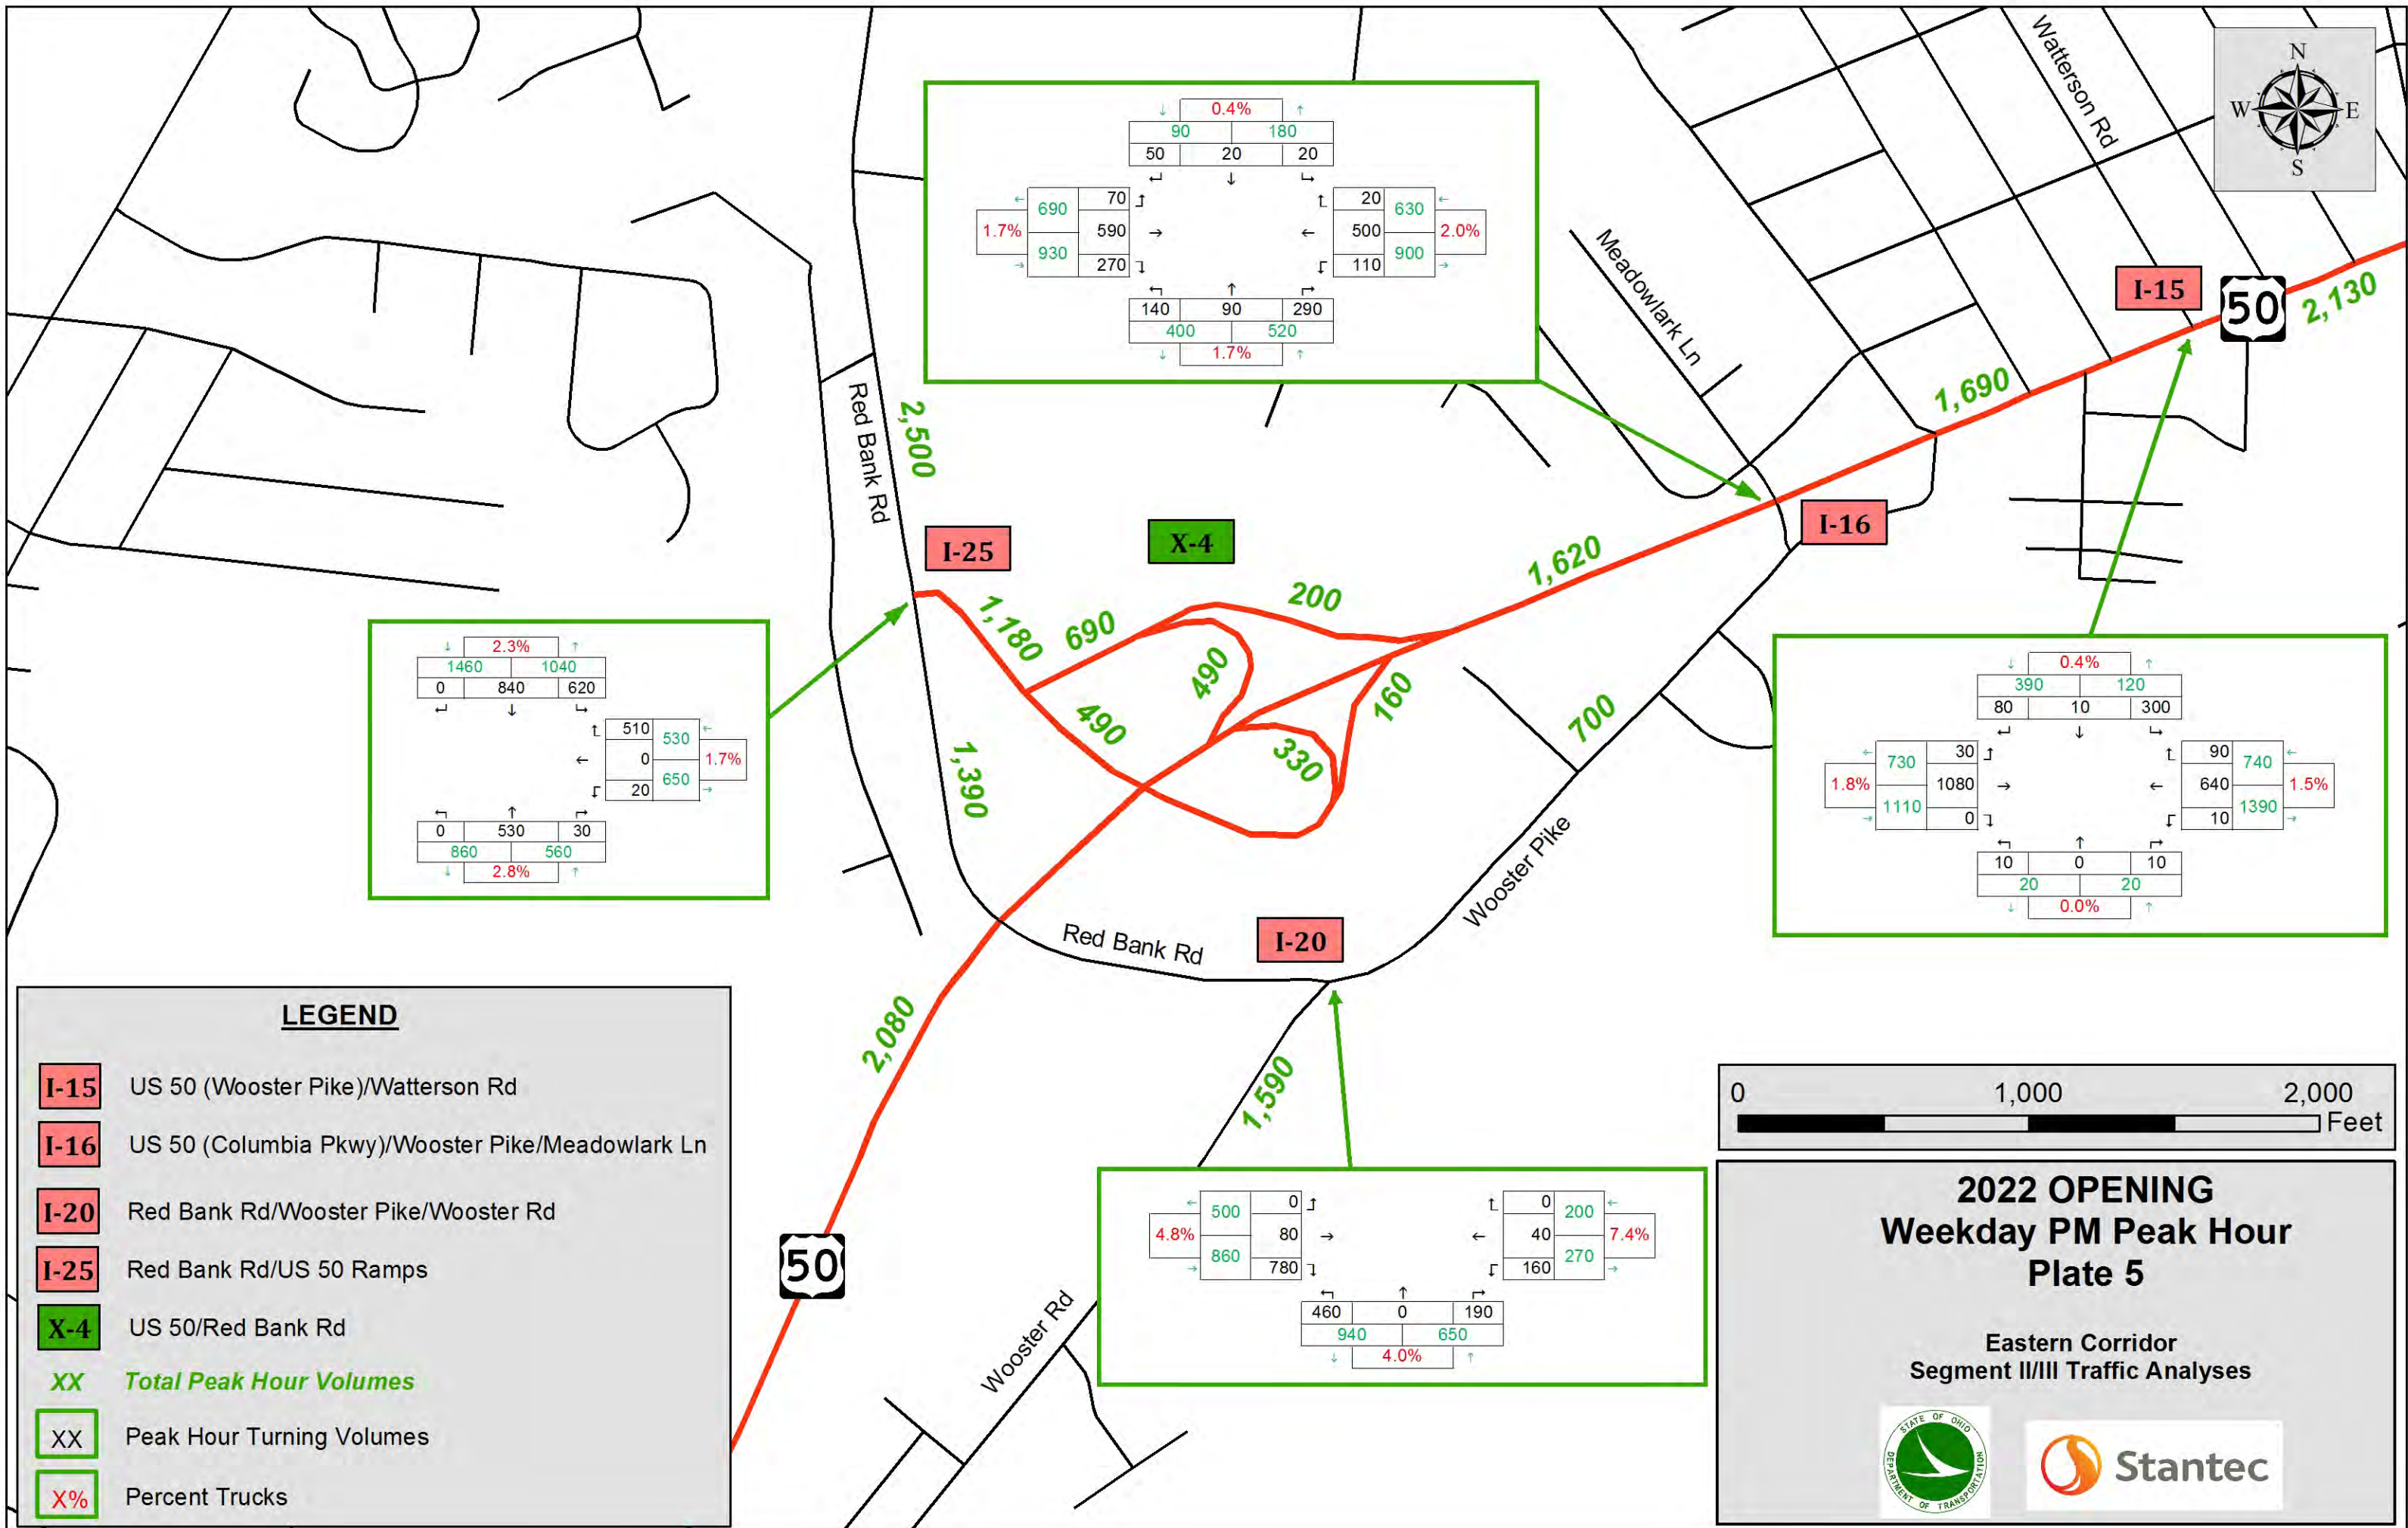 Watterson Rd
N
W
E
S
↓ 0.4% ↑
90 180
50 20 20
↵ ↓ ↳
← 690 70
1.7% 590 →
930 270
→
20 630 ←
← 500 2.0%
110 900 →
140 90 290
400 520
↓ 1.7% ↑
Meadowlark Ln
I-15
50
2,130
1,690
Red Bank Rd
2,500
I-25
X-4
I-16
1,620
200
1,180
690
490
490
160
330
700
1,390
↓ 2.3% ↑
1460 1040
0 840 620
510 530 ←
← 0 1.7%
20 650 →
0 530 30
860 560
↓ 2.8% ↑
↓ 0.4% ↑
390 120
80 10 300
← 730 30
1.8% 1080 →
→ 1110 0
90 740 ←
← 640 1.5%
10 1390 →
10 0 10
20 20
↓ 0.0% ↑
Wooster Pike
Red Bank Rd
I-20
2,080
1,590
← 500 0
4.8% 80 →
→ 860 780
0 200 ←
← 40 7.4%
160 270 →
460 0 190
940 650
↓ 4.0% ↑
50
Wooster Rd
LEGEND
I-15 US 50 (Wooster Pike)/Watterson Rd
I-16 US 50 (Columbia Pkwy)/Wooster Pike/Meadowlark Ln
I-20 Red Bank Rd/Wooster Pike/Wooster Rd
I-25 Red Bank Rd/US 50 Ramps
X-4 US 50/Red Bank Rd
XX Total Peak Hour Volumes
XX Peak Hour Turning Volumes
X% Percent Trucks
0 1,000 2,000
Feet
2022 OPENING
Weekday PM Peak Hour
Plate 5
Eastern Corridor
Segment II/III Traffic Analyses
STATE OF OHIO
DEPARTMENT OF TRANSPORTATION
Stantec